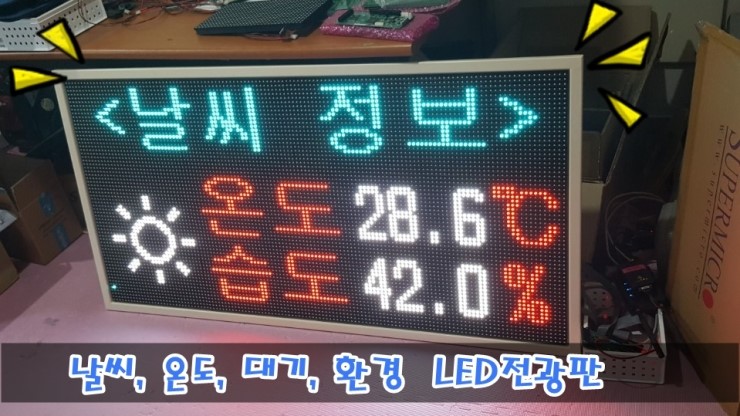 <날씨 정보>
온도 28.6℃
습도 42.0%
SUPERMICRO
날씨, 온도, 대기, 환경 LED전광판